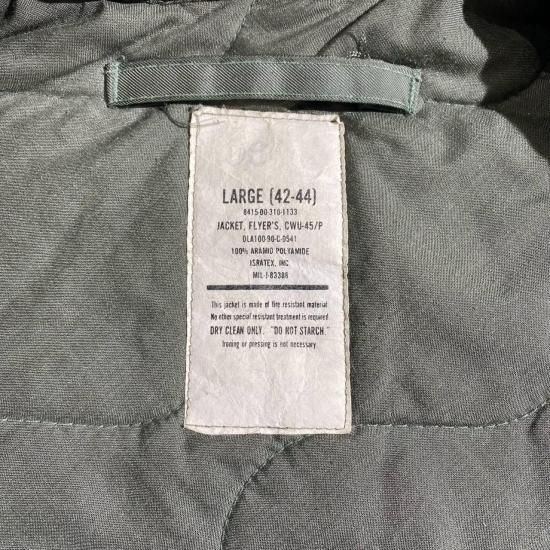 LARGE (42-44)
8415-00-310-1133
JACKET, FLYER'S, CWU-45/P
DLA100-90-C-0541
100% ARAMID POLYAMIDE
ISRATEX, INC.
MIL-J-83388
This jacket is made of fire resistant material
No other special resistant treatment is required
DRY CLEAN ONLY. "DO NOT STARCH."
Ironing or pressing is not necessary